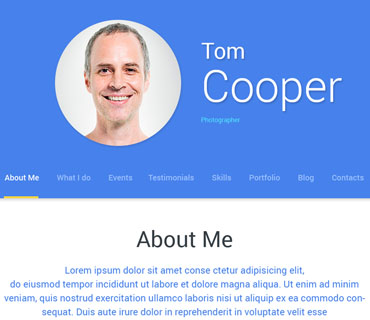 Tom
Cooper
Photographer
About Me What I do Events Testimonials Skills Portfolio Blog Contacts
About Me
Lorem ipsum dolor sit amet conse ctetur adipisicing elit,
do eiusmod tempor incididunt ut labore et dolore magna aliqua. Ut enim ad minim
veniam, quis nostrud exercitation ullamco laboris nisi ut aliquip ex ea commodo con-
sequat. Duis aute irure dolor in reprehenderit in voluptate velit esse